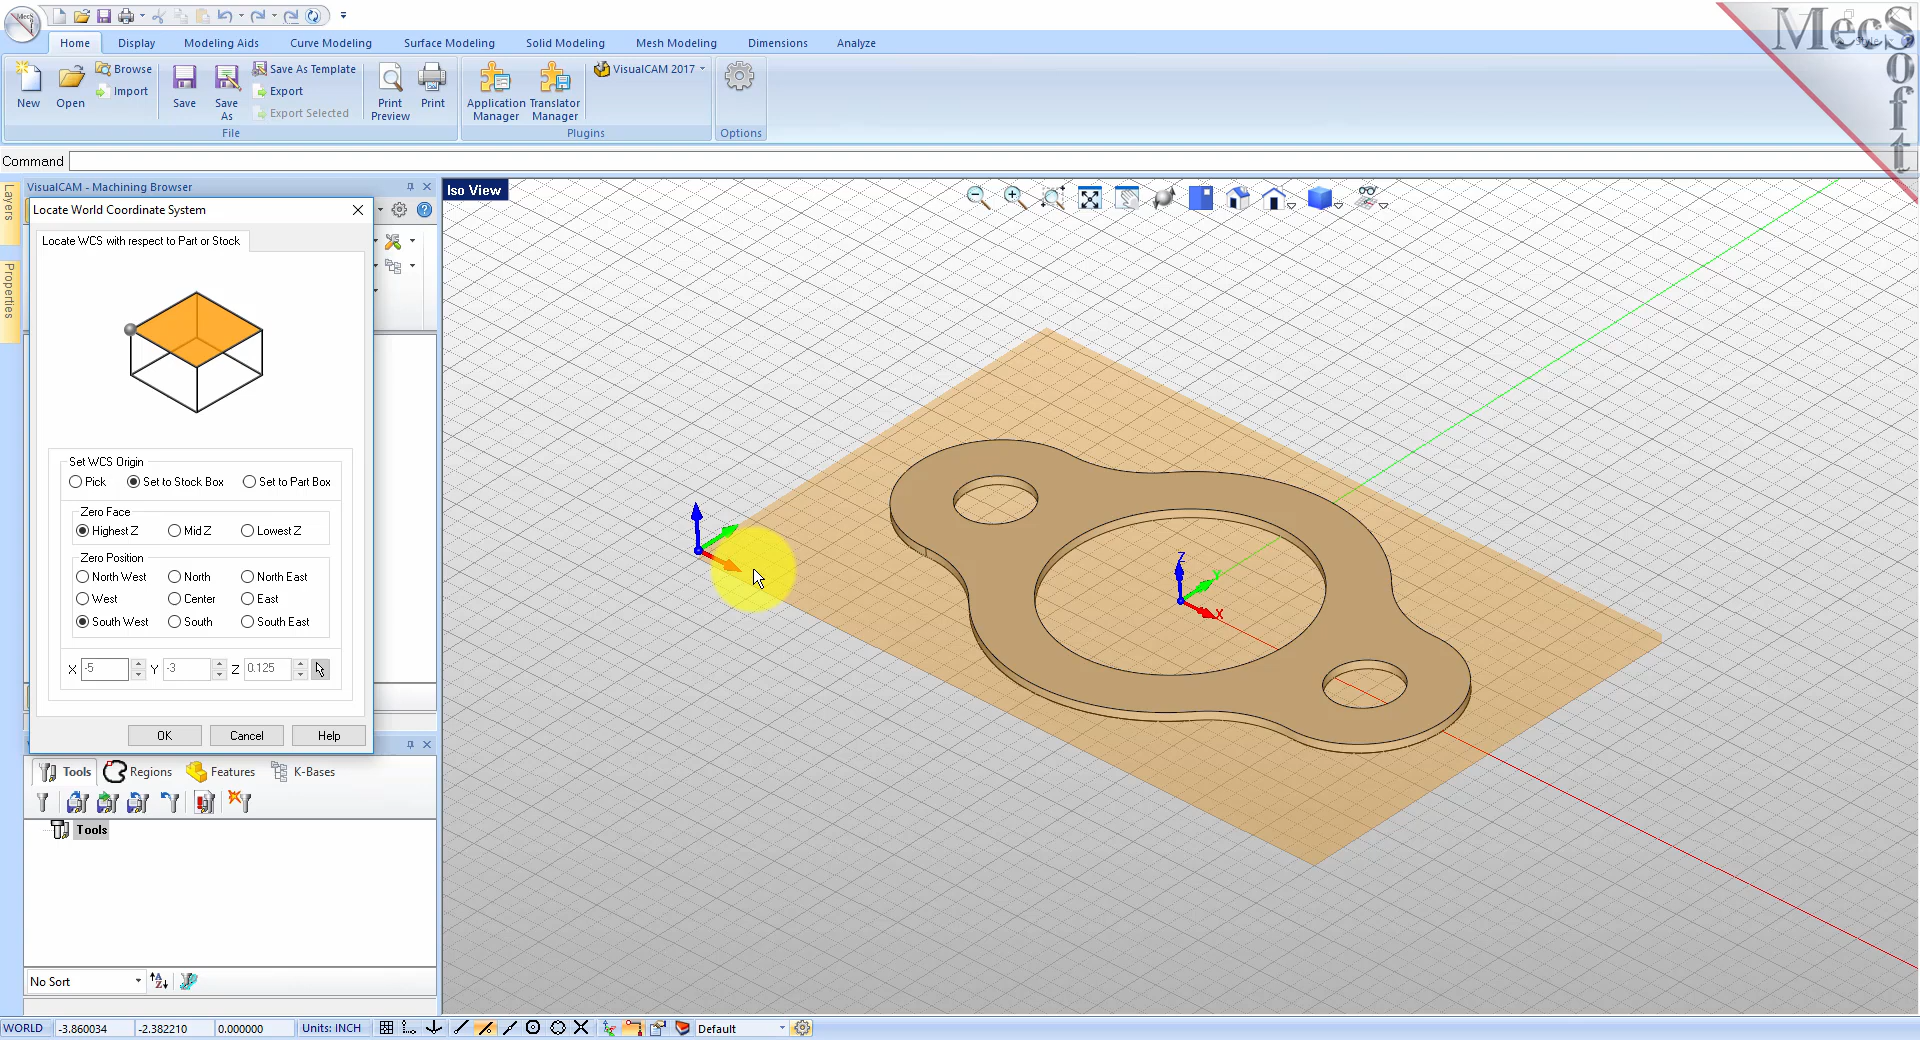 MecSoft
Home Display Modeling Aids Curve Modeling Surface Modeling Solid Modeling Mesh Modeling Dimensions Analyze
New Open Browse Import Save Save As Save As Template Export Export Selected Print Preview Print Application Manager Translator Manager VisualCAM 2017
File Plugins Options
Command
Layers
Properties
VisualCAM - Machining Browser
Iso View
Locate World Coordinate System
Locate WCS with respect to Part or Stock
Set WCS Origin
Pick Set to Stock Box Set to Part Box
Zero Face
Highest Z Mid Z Lowest Z
Zero Position
North West North North East
West Center East
South West South South East
X -5 Y -3 Z 0.125
OK Cancel Help
Z
Y
X
Tools Regions Features K-Bases
Tools
No Sort
WORLD -3.860034 -2.382210 0.000000 Units: INCH Default